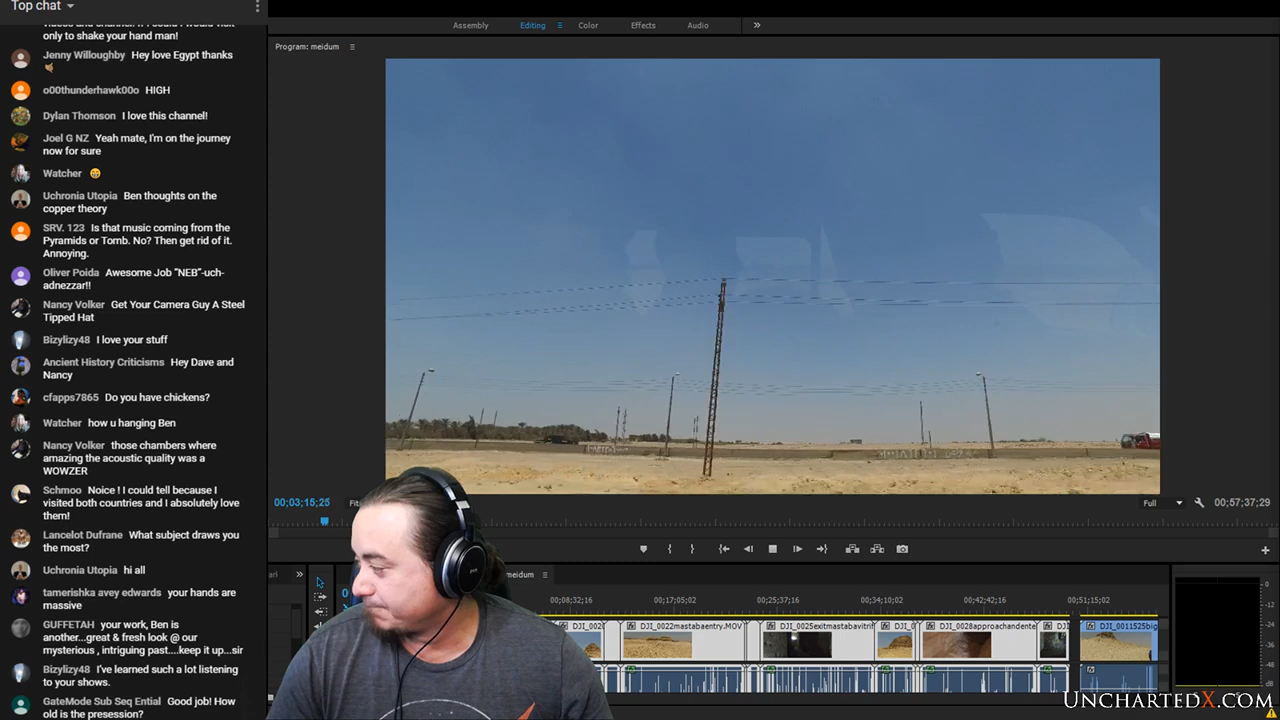 Top chat
videos and channel. If I could I would visit
only to shake your hand man!
Jenny Willoughby Hey love Egypt thanks
o00thunderhawk00o HIGH
Dylan Thomson I love this channel!
Joel G NZ Yeah mate, I'm on the journey
now for sure
Watcher
Uchronia Utopia Ben thoughts on the
copper theory
SRV. 123 Is that music coming from the
Pyramids or Tomb. No? Then get rid of it.
Annoying.
Oliver Poida Awesome Job "NEB"-uch-
adnezzar!!
Nancy Volker Get Your Camera Guy A Steel
Tipped Hat
Bizylizy48 I love your stuff
Ancient History Criticisms Hey Dave and
Nancy
cfapps7865 Do you have chickens?
Watcher how u hanging Ben
Nancy Volker those chambers where
amazing the acoustic quality was a
WOWZER
Schmoo Noice ! I could tell because I
visited both countries and I absolutely love
them!
Lancelot Dufrane What subject draws you
the most?
Uchronia Utopia hi all
tamerishka avey edwards your hands are
massive
GUFFETAH your work, Ben is
another...great & fresh look @ our
mysterious , intriguing past....keep it up...sir
Bizylizy48 I've learned such a lot listening
to your shows.
GateMode Sub Seq Ential Good job! How
old is the presession?
Assembly Editing Color Effects Audio
Program: meidum
00;03;15;25 Fit Full 00;57;37;29
meidum
00;08;32;16 00;17;05;02 00;25;37;16 00;34;10;02 00;42;42;16 00;51;15;02
DJI_002 DJI_0022mastabaentry.MOV DJI_0025exitmastabavitri DJI_0 DJI_0028approachandente DJI DJI_0011525big
0
-12
-24
-36
-48
dB
UnchartedX.com